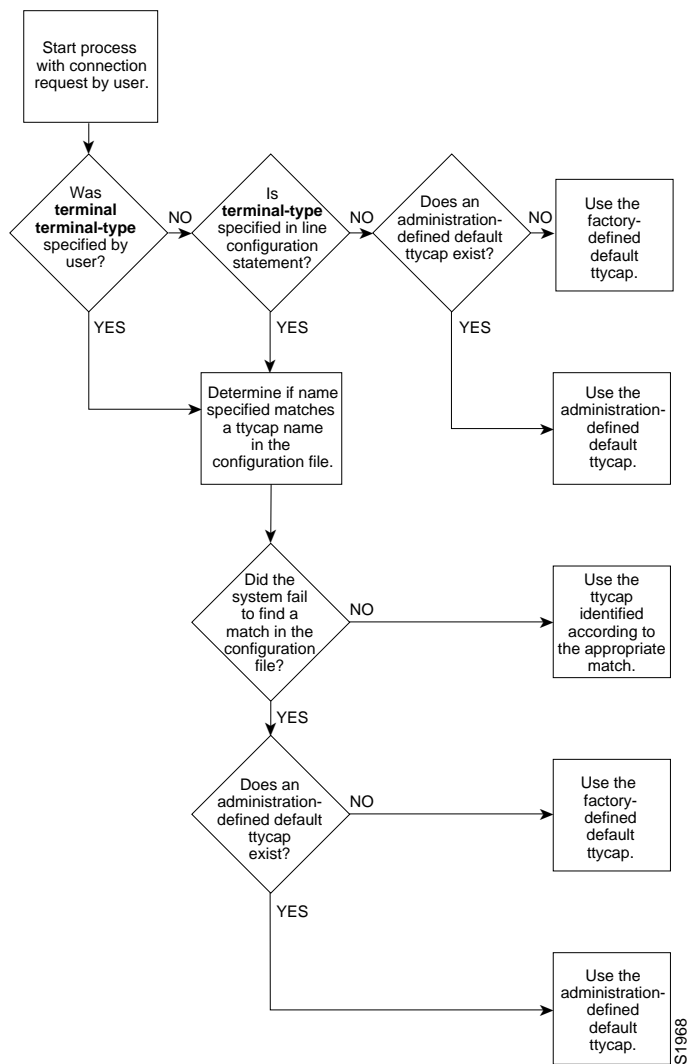 Start process
with connection
request by user.
Was
terminal
terminal-type
specified by
user?
NO
Is
terminal-type
specified in line
configuration
statement?
NO
Does an
administration-
defined default
ttycap exist?
NO
Use the
factory-
defined
default
ttycap.
YES
YES
YES
Determine if name
specified matches
a ttycap name
in the
configuration file.
Use the
administration-
defined
default
ttycap.
Did the
system fail
to find a
match in the
configuration
file?
NO
Use the
ttycap
identified
according to
the appropriate
match.
YES
Does an
administration-
defined default
ttycap
exist?
NO
Use the
factory-
defined
default
ttycap.
YES
Use the
administration-
defined
default
ttycap.
S1968